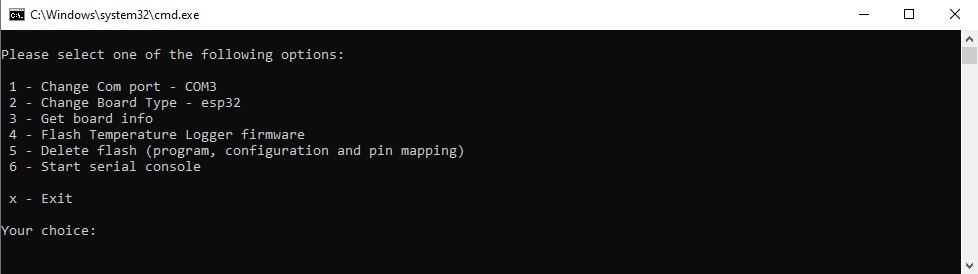 C:\Windows\system32\cmd.exe
Please select one of the following options:
1 - Change Com port - COM3
2 - Change Board Type - esp32
3 - Get board info
4 - Flash Temperature Logger firmware
5 - Delete flash (program, configuration and pin mapping)
6 - Start serial console
x - Exit
Your choice: